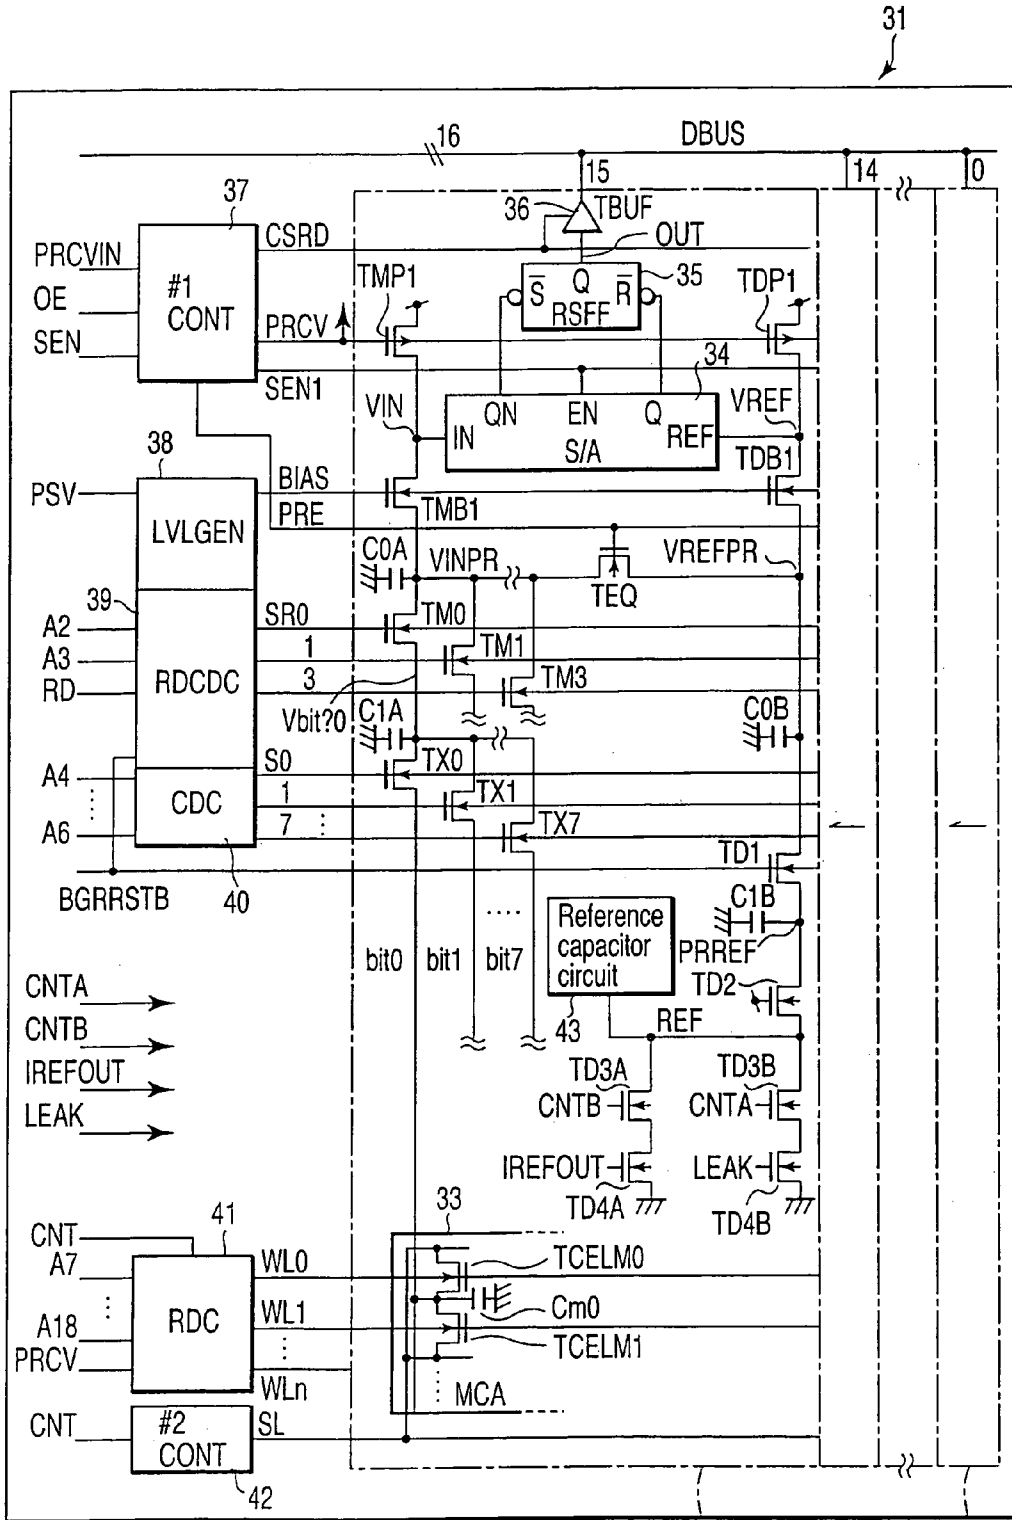 31
16
DBUS
15
14
0
37
36
TBUF
OUT
PRCVIN
OE
SEN
#1
CONT
CSRD
PRCV
SEN1
TMP1
S
Q
R
RSFF
35
TDP1
34
VIN
QN
EN
Q
IN
REF
S/A
VREF
TDB1
38
PSV
LVLGEN
BIAS
PRE
TMB1
C0A
VINPR
TEQ
VREFPR
39
A2
A3
RD
RDCDC
SR0
1
3
TM0
TM1
TM3
Vbit?0
C1A
C0B
A4
A6
CDC
S0
1
7
TX0
TX1
TX7
TD1
BGRRSTB
40
C1B
PRREF
bit0
bit1
bit7
Reference
capacitor
circuit
43
TD2
REF
CNTA
CNTB
IREFOUT
LEAK
TD3A
CNTB
IREFOUT
TD4A
TD3B
CNTA
LEAK
TD4B
CNT
A7
A18
PRCV
41
RDC
WL0
WL1
WLn
33
TCELM0
Cm0
TCELM1
MCA
CNT
#2
CONT
SL
42